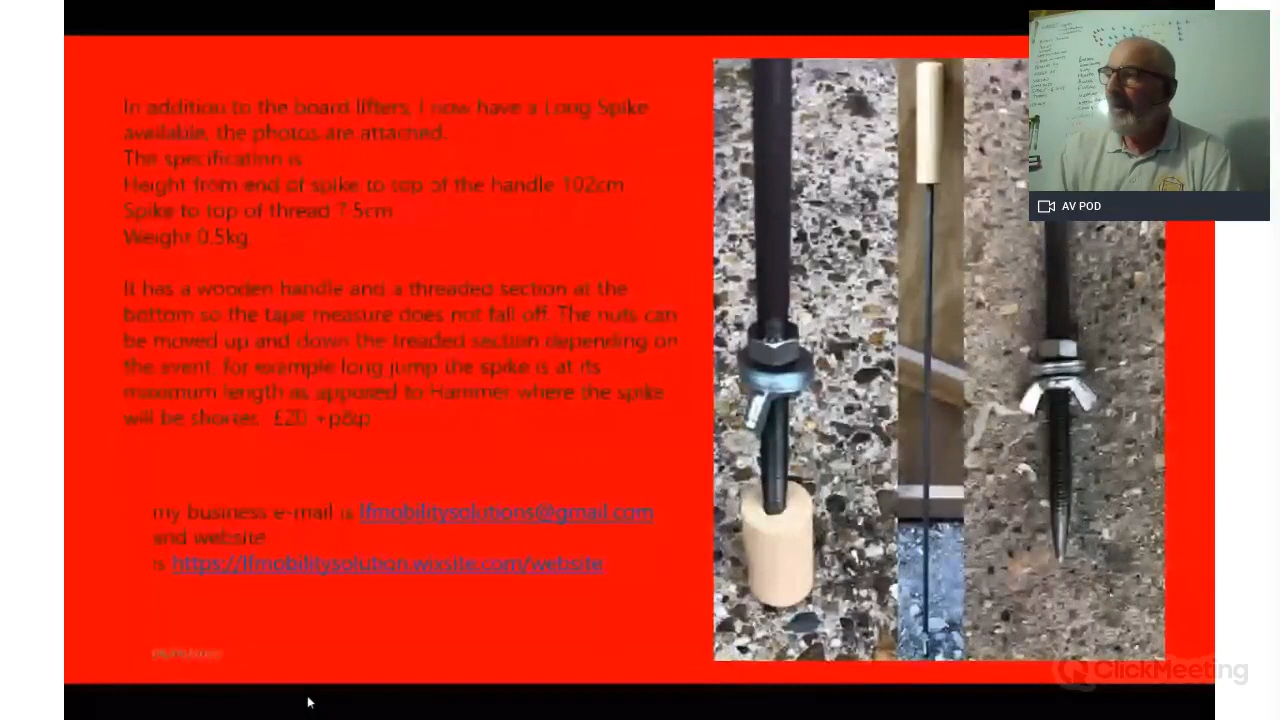 In addition to the board lifters, I now have a Long Spike
available, the photos are attached.
The specification is
Height from end of spike to top of the handle 102cm
Spike to top of thread 7.5cm
Weight 0.5kg
It has a wooden handle and a threaded section at the
bottom so the tape measure does not fall off. The nuts can
be moved up and down the treaded section depending on
the event. for example long jump the spike is at its
maximum length as apposed to Hammer where the spike
will be shorter. £20 +p&p
my business e-mail is lfmobilitysolutions@gmail.com
and website
is https://lfmobilitysolution.wixsite.com/website
AV POD
ClickMeeting